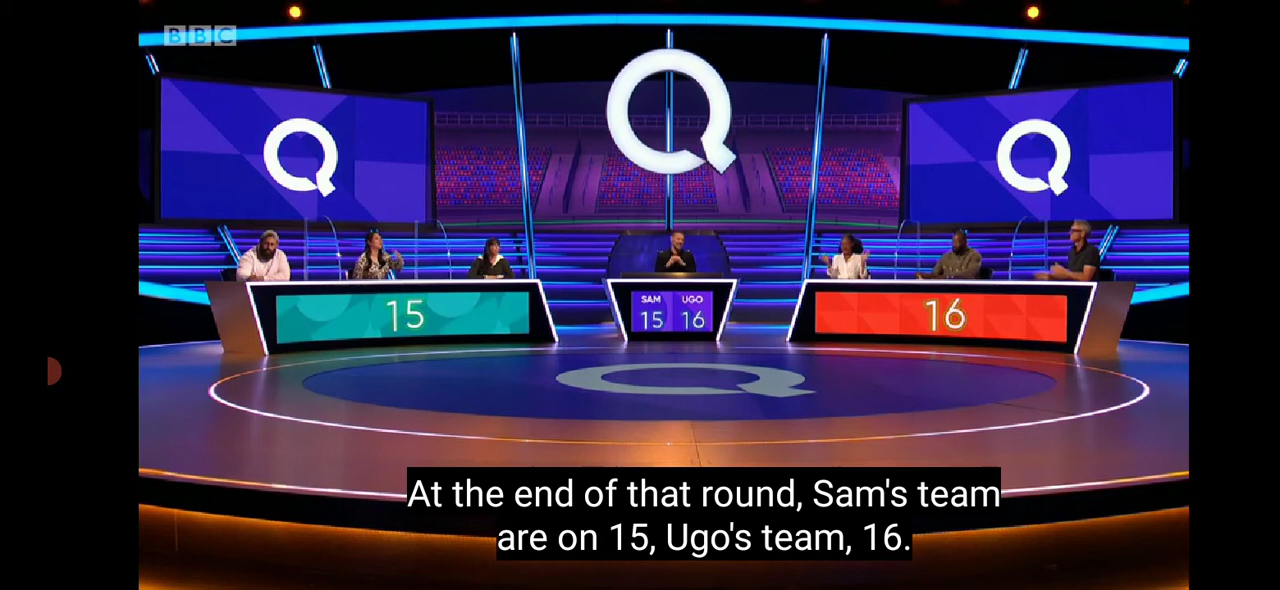 BBC
Q
Q
Q
15
SAM UGO
15 16
16
Q
At the end of that round, Sam's team
are on 15, Ugo's team, 16.